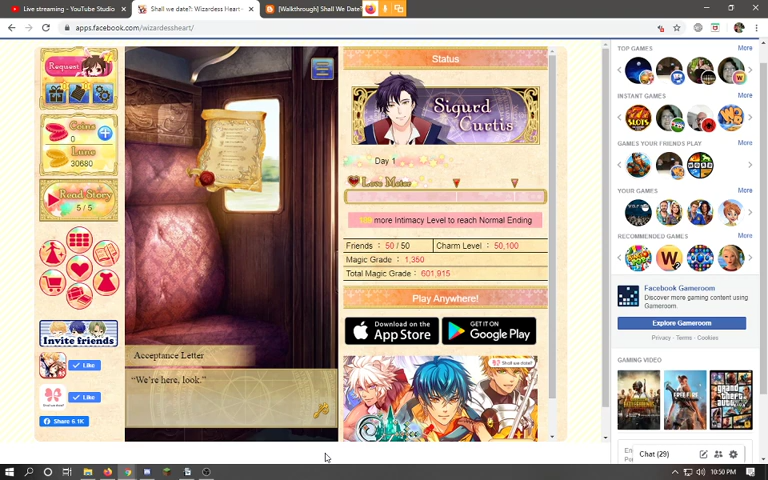 Live streaming - YouTube Studio
Shall we date?: Wizardess Heart -
[Walkthrough] Shall We Date?
apps.facebook.com/wizardessheart/
Request
Coins
0
Lune
30680
Read Story
5 / 5
Invite friends
Like
Like
Share 6.1K
Acceptance Letter
“We're here, look.”
Status
Sigurd
Curtis
Day 1
Love Meter
100 more Intimacy Level to reach Normal Ending
Friends : 50 / 50
Charm Level : 50,100
Magic Grade : 1,350
Total Magic Grade : 601,915
Play Anywhere!
Download on the
App Store
GET IT ON
Google Play
Shall we date?
TOP GAMES
More
INSTANT GAMES
More
GAMES YOUR FRIENDS PLAY
YOUR GAMES
More
RECOMMENDED GAMES
More
Facebook Gameroom
Discover more gaming content using
Gameroom.
Explore Gameroom
Privacy · Terms · Cookies
GAMING VIDEO
Chat (29)
10:50 PM